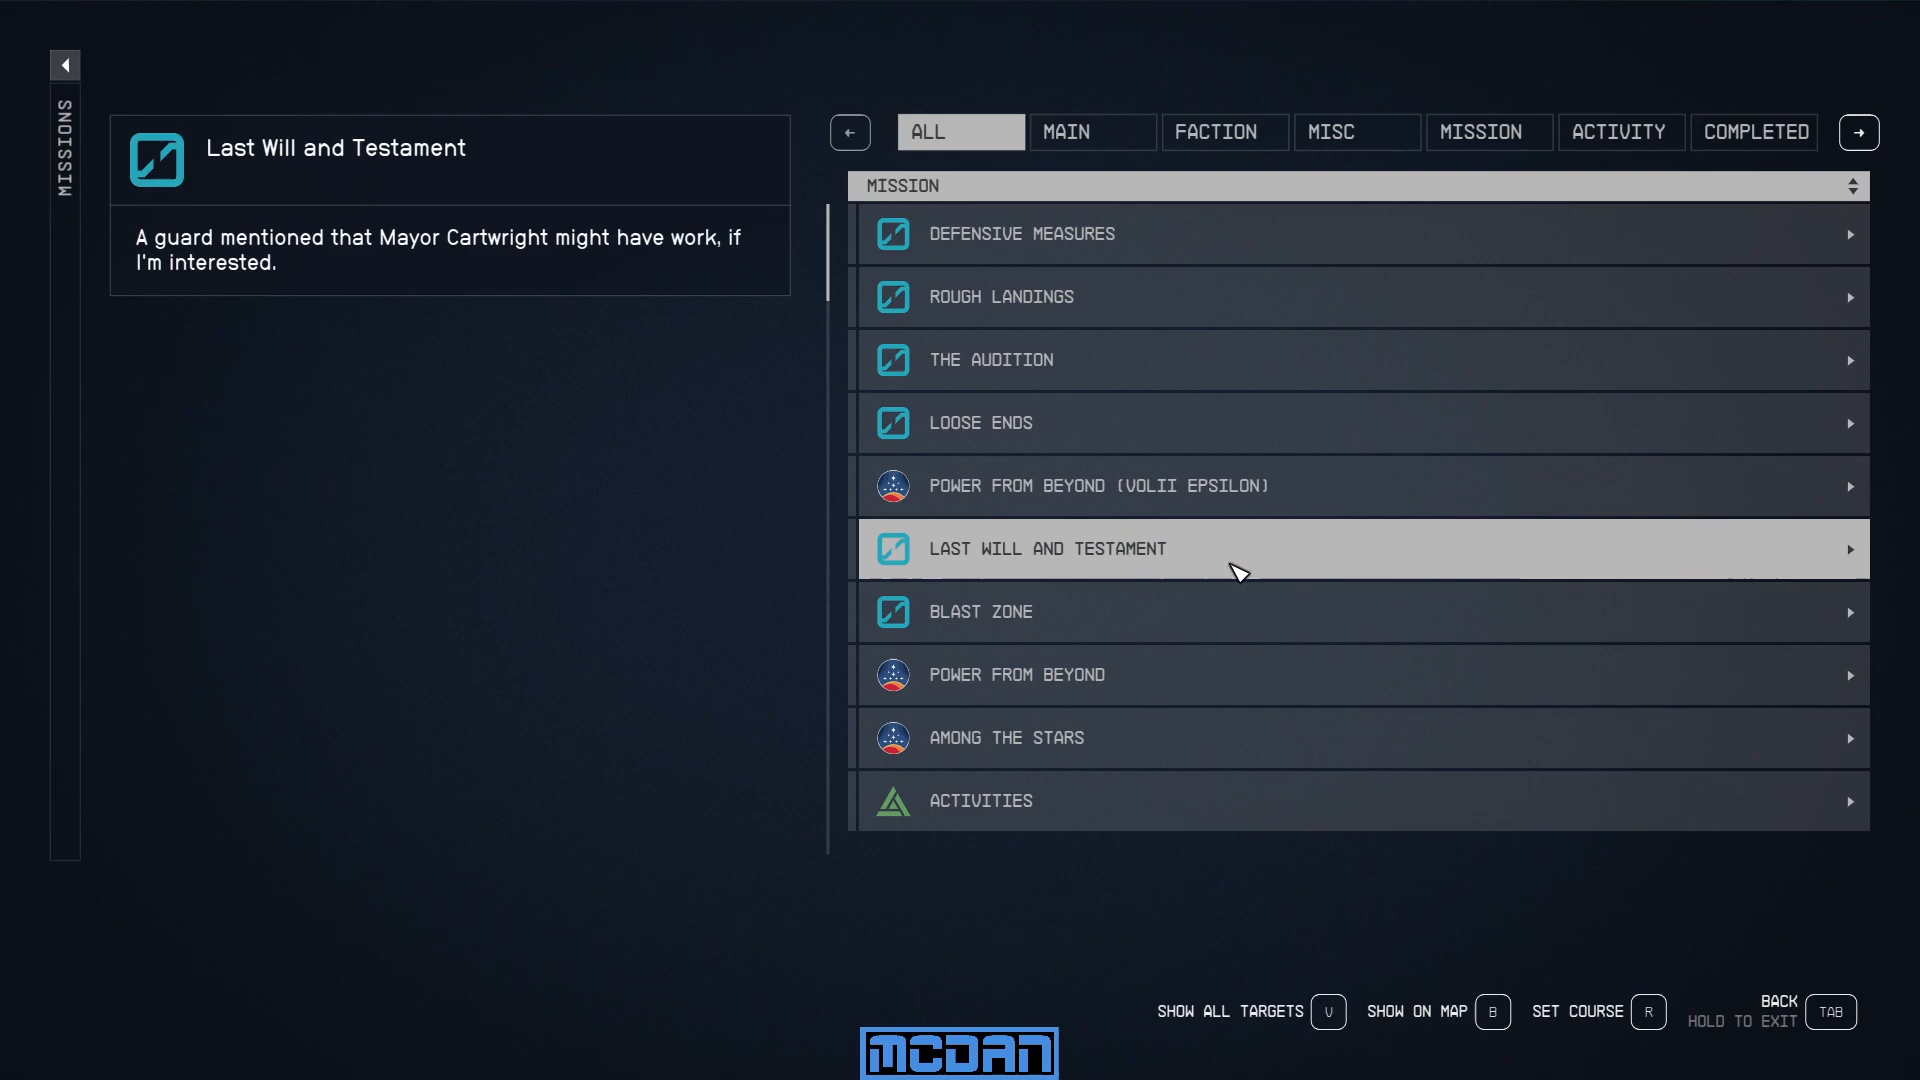 MISSIONS
Last Will and Testament
A guard mentioned that Mayor Cartwright might have work, if
I'm interested.
ALL
MAIN
FACTION
MISC
MISSION
ACTIVITY
COMPLETED
MISSION
DEFENSIVE MEASURES
ROUGH LANDINGS
THE AUDITION
LOOSE ENDS
POWER FROM BEYOND (VOLII EPSILON)
LAST WILL AND TESTAMENT
BLAST ZONE
POWER FROM BEYOND
AMONG THE STARS
ACTIVITIES
SHOW ALL TARGETS V
SHOW ON MAP B
SET COURSE R
BACK
HOLD TO EXIT
TAB
MCDAN